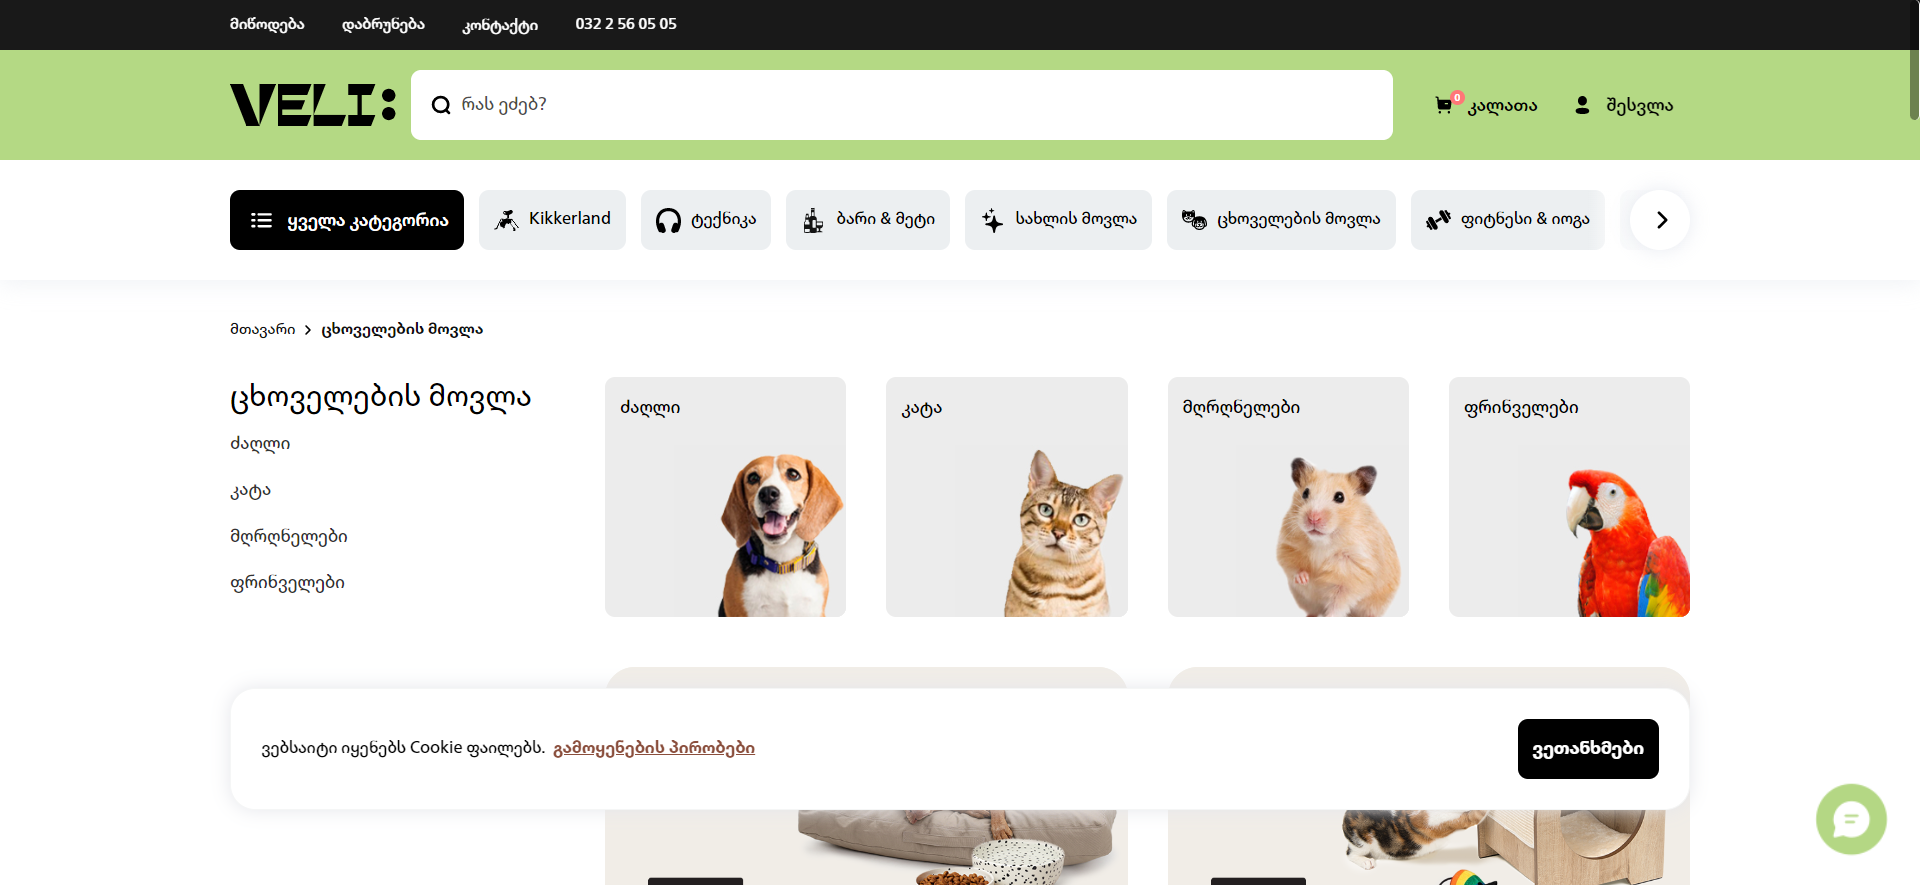 მიწოდება
დაბრუნება
კონტაქტი
032 2 56 05 05
VELI:
რას ეძებ?
0
კალათა
შესვლა
ყველა კატეგორია
Kikkerland
ტექნიკა
ბარი & მეტი
სახლის მოვლა
ცხოველების მოვლა
ფიტნესი & იოგა
მთავარი
ცხოველების მოვლა
ცხოველების მოვლა
ძაღლი
კატა
მღრღნელები
ფრინველები
ძაღლი
კატა
მღრღნელები
ფრინველები
ვებსაიტი იყენებს Cookie ფაილებს. გამოყენების პირობები
ვეთანხმები